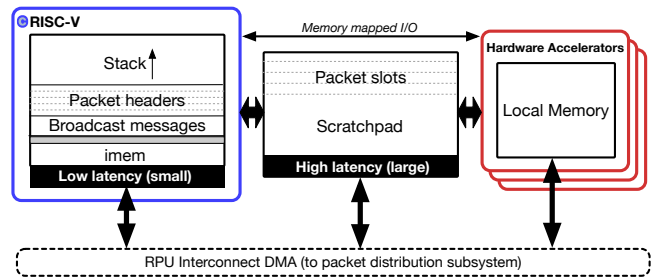 © RISC-V
Memory mapped I/O
Hardware Accelerators
Stack
Packet headers
Broadcast messages
imem
Low latency (small)
Packet slots
Scratchpad
High latency (large)
Local Memory
RPU Interconnect DMA (to packet distribution subsystem)